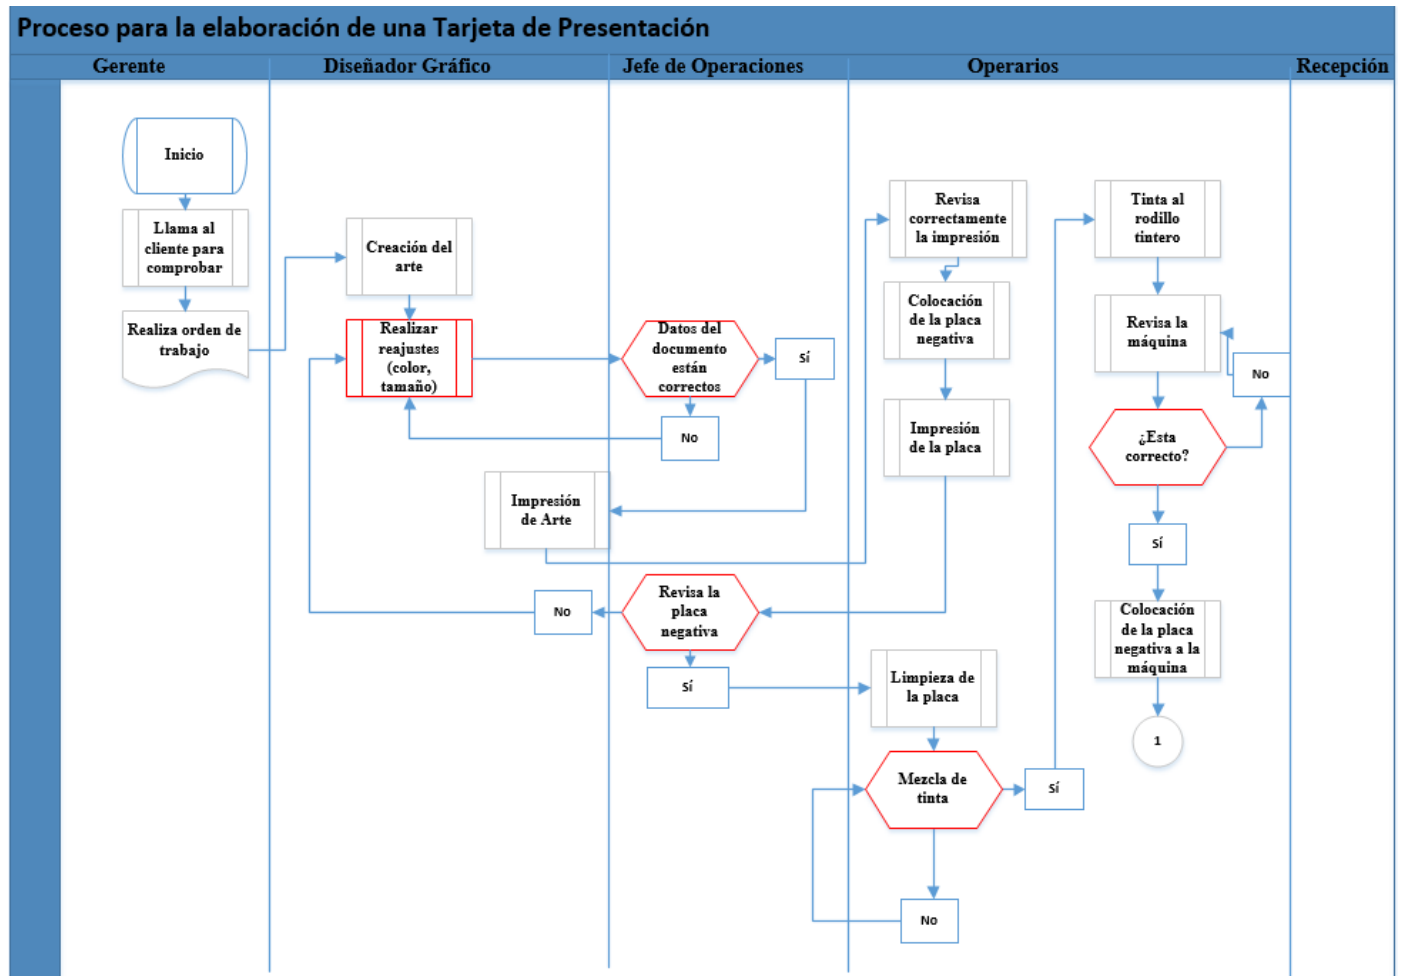 Proceso para la elaboración de una Tarjeta de Presentación
Gerente
Diseñador Gráfico
Jefe de Operaciones
Operarios
Recepción
Inicio
Llama al
cliente para
comprobar
Realiza orden de
trabajo
Creación del
arte
Realizar
reajustes
(color,
tamaño)
Datos del
documento
están
correctos
Sí
No
Impresión
de Arte
Revisa
correctamente
la impresión
Colocación
de la placa
negativa
Impresión
de la placa
Revisa la
placa
negativa
No
Sí
Limpieza de
la placa
Mezcla de
tinta
Sí
No
Tinta al
rodillo
tintero
Revisa la
máquina
No
¿Esta
correcto?
Sí
Colocación
de la placa
negativa a la
máquina
1